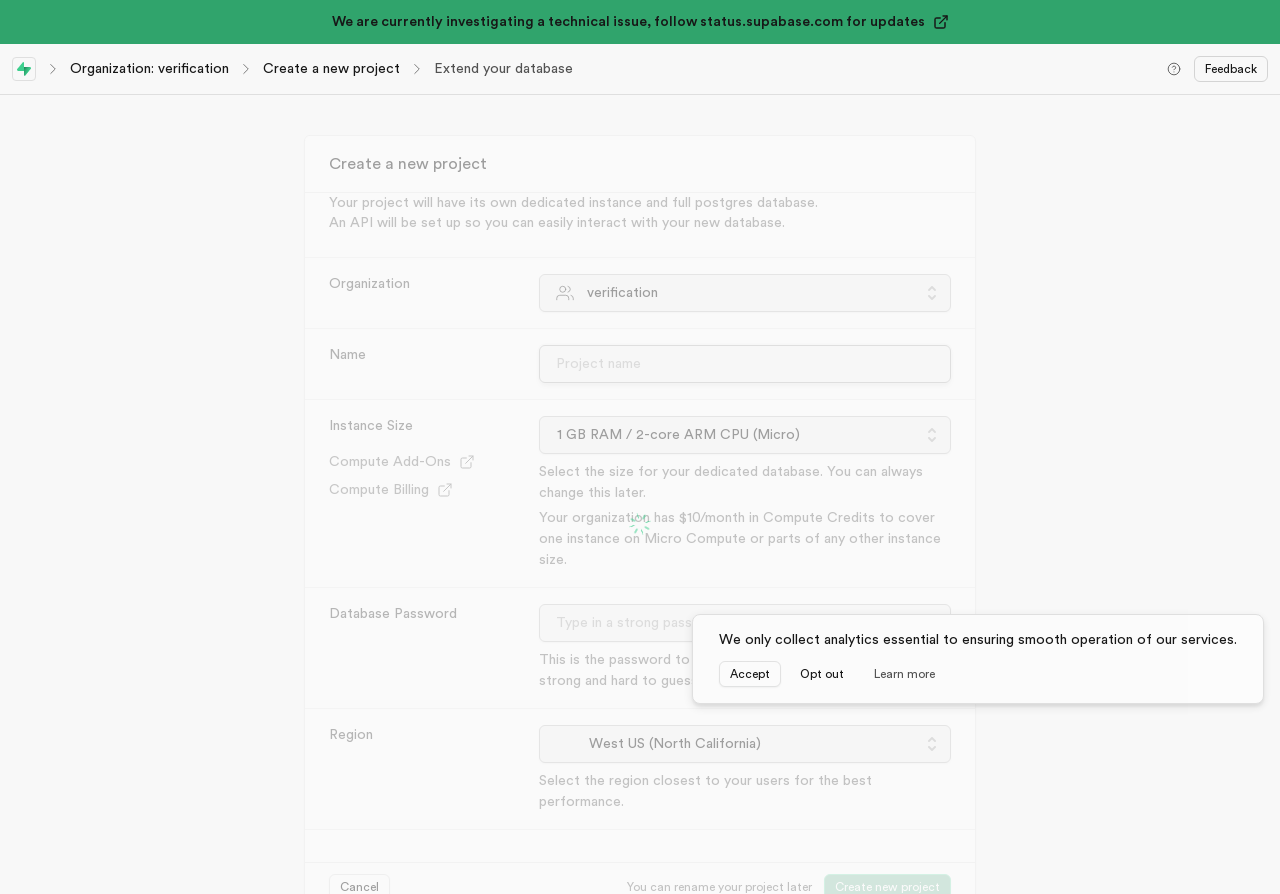 We are currently investigating a technical issue, follow status.supabase.com for updates
Organization: verification
Create a new project
Extend your database
Feedback
Create a new project
Your project will have its own dedicated instance and full postgres database.
An API will be set up so you can easily interact with your new database.
Organization
verification
Name
Project name
Instance Size
1 GB RAM / 2-core ARM CPU (Micro)
Compute Add-Ons
Compute Billing
Select the size for your dedicated database. You can always
change this later.
Your organization has $10/month in Compute Credits to cover
one instance on Micro Compute or parts of any other instance
size.
Database Password
Type in a strong pass
This is the password to
strong and hard to gues
We only collect analytics essential to ensuring smooth operation of our services.
Accept
Opt out
Learn more
Region
West US (North California)
Select the region closest to your users for the best
performance.
Cancel
You can rename your project later
Create new project